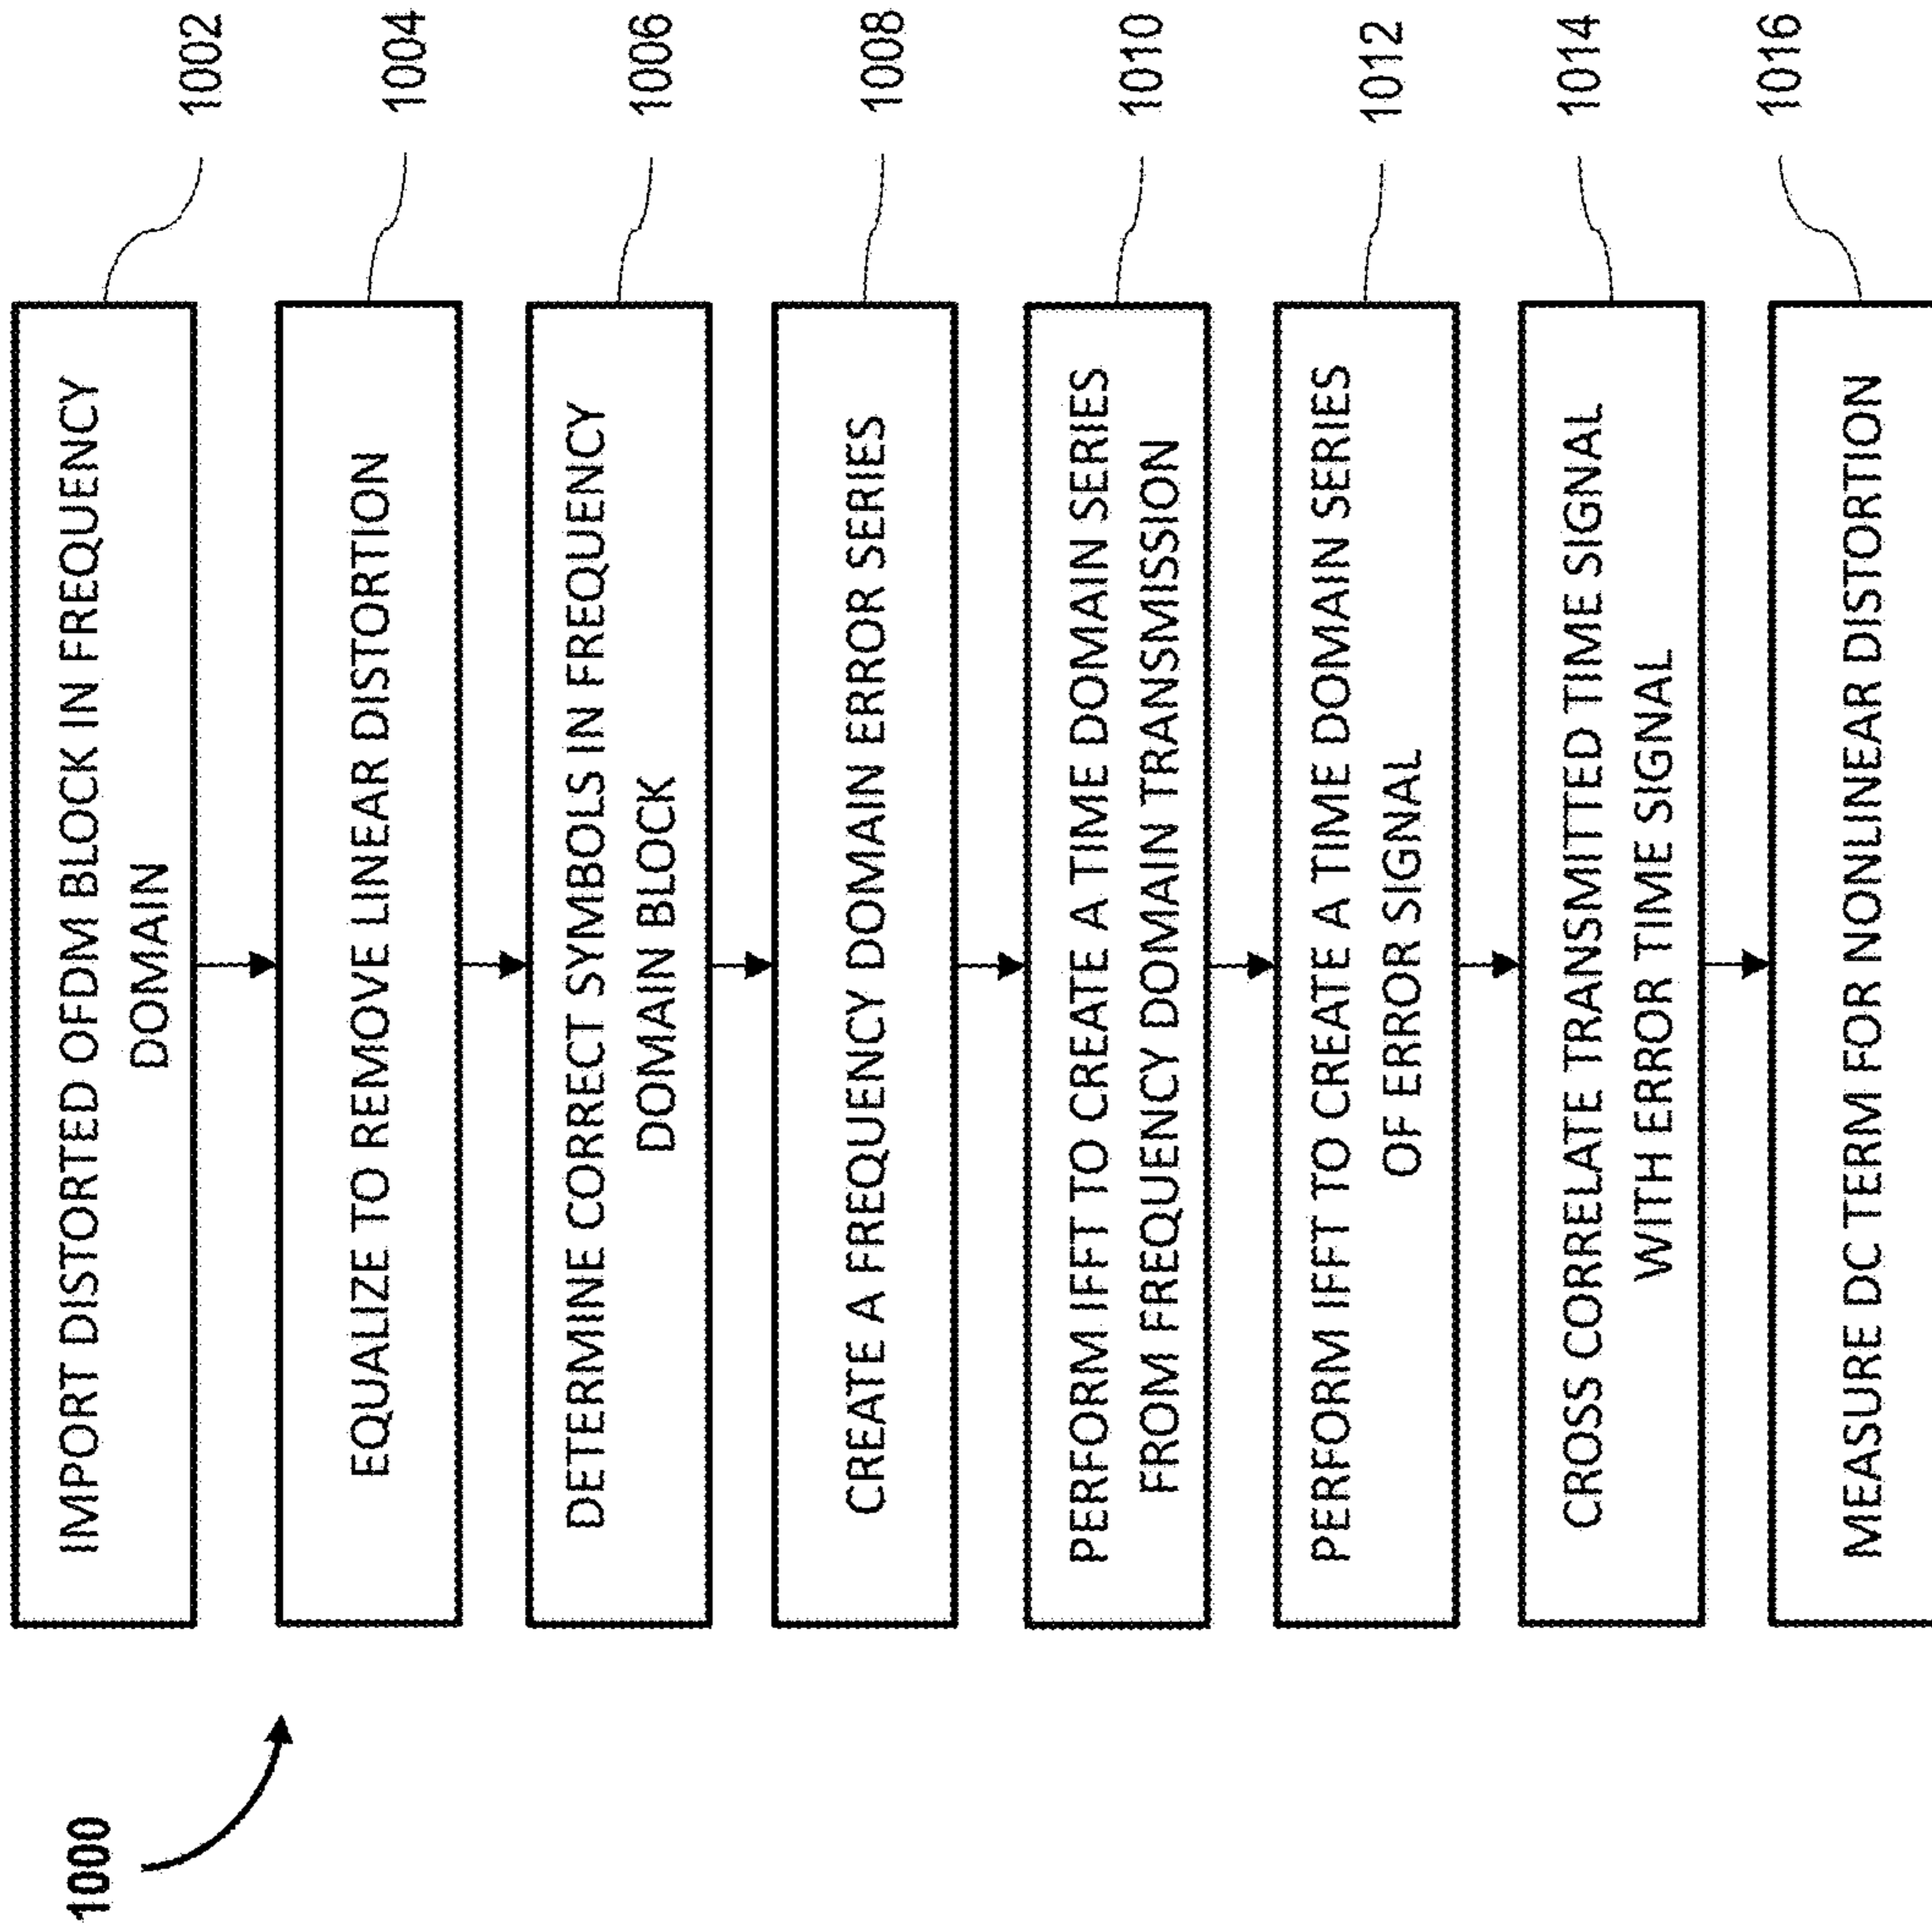 1000
IMPORT DISTORTED OFDM BLOCK IN FREQUENCY
DOMAIN
1002
EQUALIZE TO REMOVE LINEAR DISTORTION
1004
DETERMINE CORRECT SYMBOLS IN FREQUENCY
DOMAIN BLOCK
1006
CREATE A FREQUENCY DOMAIN ERROR SERIES
1008
PERFORM IFFT TO CREATE A TIME DOMAIN SERIES
FROM FREQUENCY DOMAIN TRANSMISSION
1010
PERFORM IFFT TO CREATE A TIME DOMAIN SERIES
OF ERROR SIGNAL
1012
CROSS CORRELATE TRANSMITTED TIME SIGNAL
WITH ERROR TIME SIGNAL
1014
MEASURE DC TERM FOR NONLINEAR DISTORTION
1016